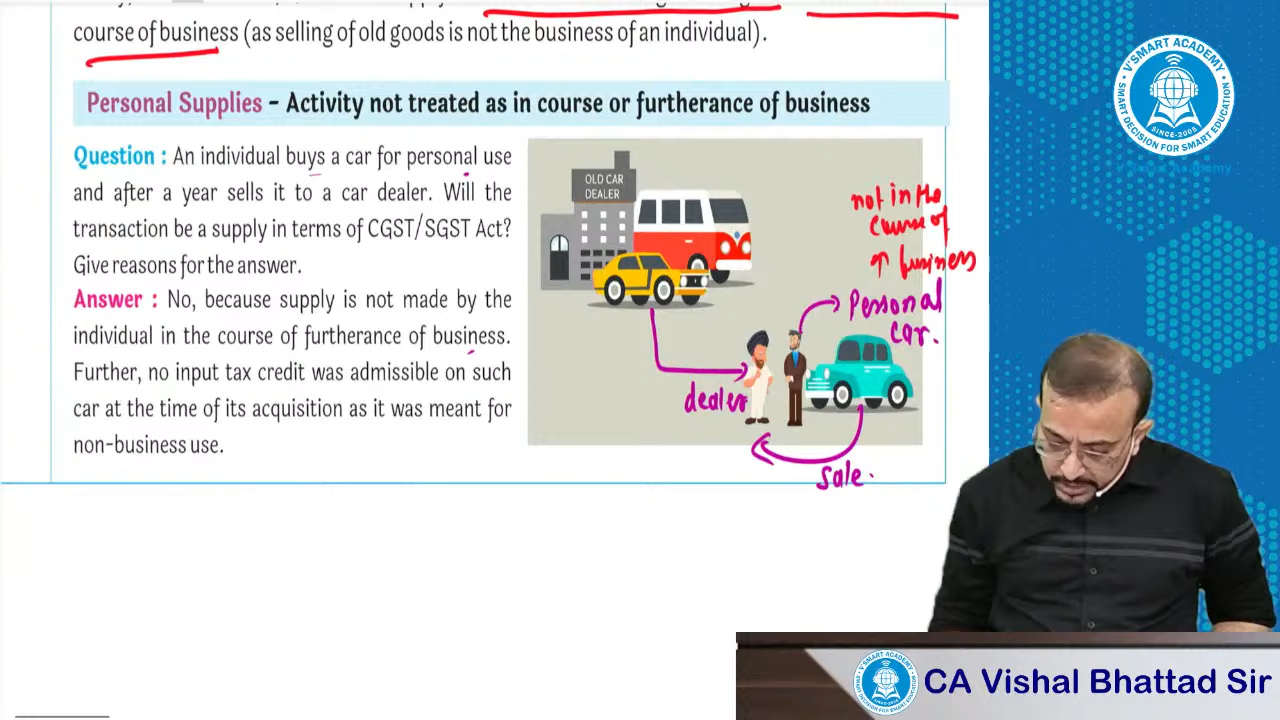 course of business (as selling of old goods is not the business of an individual).
Personal Supplies - Activity not treated as in course or furtherance of business
Question : An individual buys a car for personal use
and after a year sells it to a car dealer. Will the
transaction be a supply in terms of CGST/SGST Act?
Give reasons for the answer.
Answer : No, because supply is not made by the
individual in the course of furtherance of business.
Further, no input tax credit was admissible on such
car at the time of its acquisition as it was meant for
non-business use.
OLD CAR
DEALER
not in the
course of
business
Personal
car.
dealer
sale.
V'SMART ACADEMY
SINCE-2005
SMART DECISION FOR SMART EDUCATION
Academy
V'SMART ACADEMY
CA Vishal Bhattad Sir